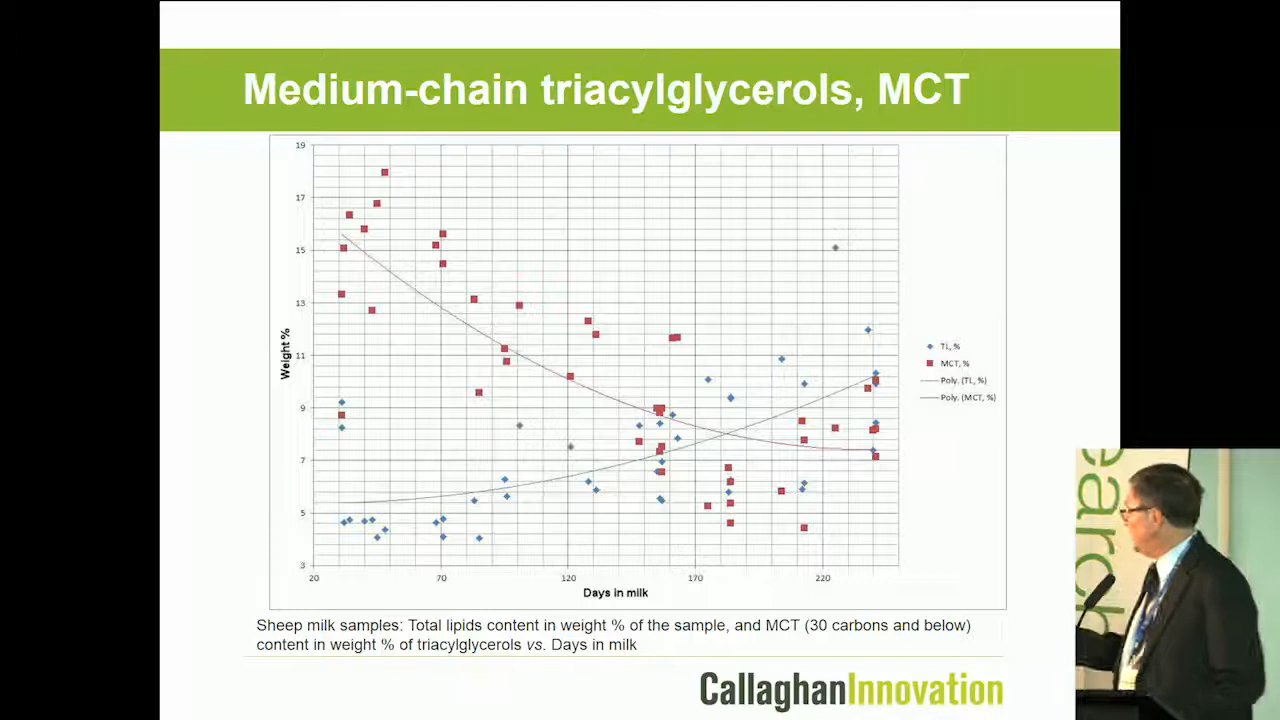 Medium-chain triacylglycerols, MCT
19
17
15
13
11
9
7
5
3
Weight %
20 70 120 170 220
Days in milk
TL, %
MCT, %
Poly. (TL, %)
Poly. (MCT, %)
Sheep milk samples: Total lipids content in weight % of the sample, and MCT (30 carbons and below)
content in weight % of triacylglycerols vs. Days in milk
CallaghanInnovation
earch